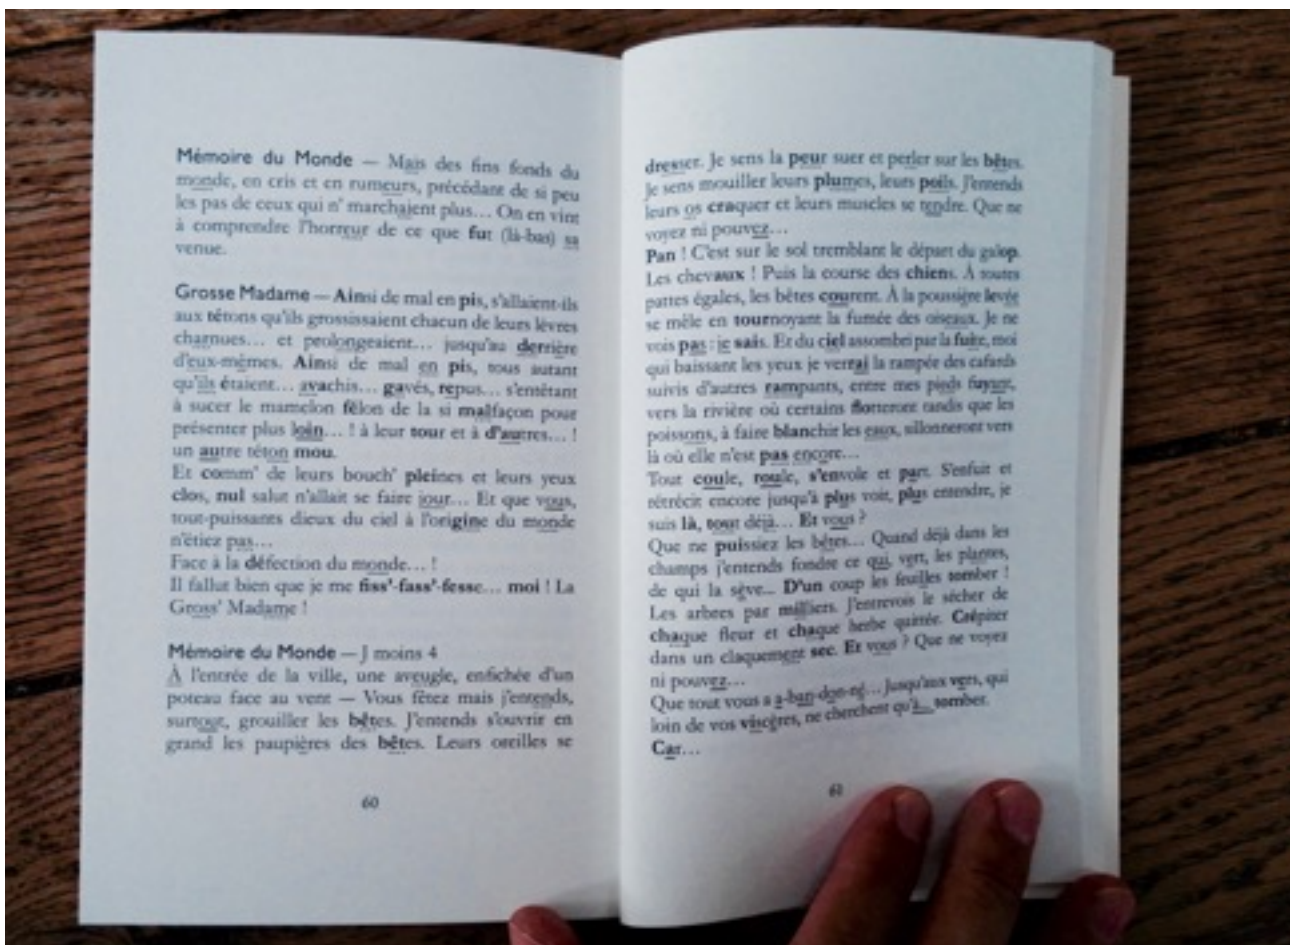 Mémoire du Monde — Mais des fins fonds du
monde, en cris et en rumeurs, précédant de si peu
les pas de ceux qui n' marchaient plus… On en vint
à comprendre l'horreur de ce que fut (là-bas) sa
venue.
Grosse Madame — Ainsi de mal en pis, s'allaient-ils
aux tétons qu'ils grossissaient chacun de leurs lèvres
charnues… et prolongeaient… jusqu'au derrière
d'eux-mêmes. Ainsi de mal en pis, tous autant
qu'ils étaient… avachis… gavés, repus… s'entêtant
à sucer le mamelon fêlon de la si malfaçon pour
présenter plus loin… ! à leur tour et à d'autres… !
un autre téton mou.
Et comm' de leurs bouch' pleines et leurs yeux
clos, nul salut n'allait se faire jour… Et que vous,
tout-puissants dieux du ciel à l'origine du monde
n'étiez pas…
Face à la défection du monde… !
Il fallut bien que je me fiss'-fass'-fesse… moi ! La
Gross' Madame !
Mémoire du Monde — J moins 4
À l'entrée de la ville, une aveugle, enfichée d'un
poteau face au vent — Vous fêtez mais j'entends,
surtout, grouiller les bêtes. J'entends s'ouvrir en
grand les paupières des bêtes. Leurs oreilles se
60
dresser. Je sens la peur suer et perler sur les bêtes.
Je sens mouiller leurs plumes, leurs poils. J'entends
leurs os craquer et leurs muscles se tendre. Que ne
voyez ni pouvez…
Pan ! C'est sur le sol tremblant le départ du galop.
Les chevaux ! Puis la course des chiens. À toutes
pattes égales, les bêtes courent. À la poussière levée
se mêle en tournoyant la fumée des oiseaux. Je ne
vois pas : je sais. Et du ciel assombri par la fuite, moi
qui baissant les yeux je verrai la rampée des cafards
suivis d'autres rampants, entre mes pieds fuyant,
vers la rivière où certains flotteront tandis que les
poissons, à faire blanchir les eaux, sillonneront vers
là où elle n'est pas encore…
Tout coule, roule, s'envole et part. S'enfuit et
rétrécit encore jusqu'à plus voir, plus entendre, je
suis là, tout déjà… Et vous ?
Que ne puissiez les bêtes… Quand déjà dans les
champs j'entends fondre ce qui, vert, les plantes,
de qui la sève… D'un coup les feuilles tomber !
Les arbres par milliers. J'entrevois le sécher de
chaque fleur et chaque herbe quittée. Crépiter
dans un claquement sec. Et vous ? Que ne voyez
ni pouvez…
Que tout vous a a-ban-don-né… Jusqu'aux vers, qui
loin de vos viscères, ne cherchent qu'à… tomber.
Car…
61